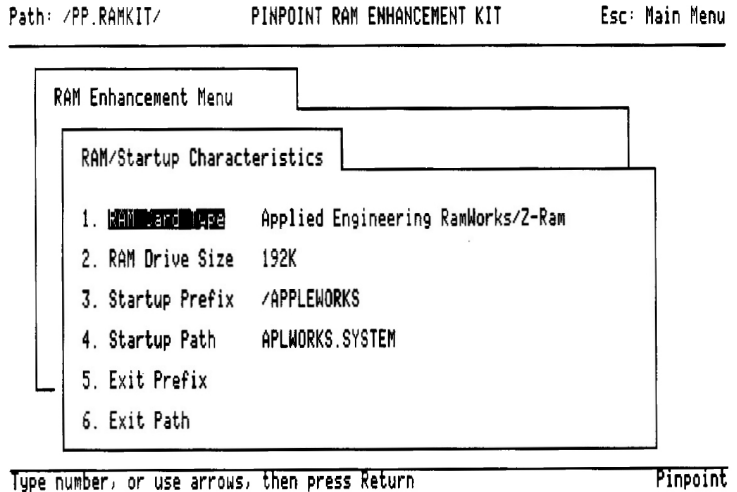 Path: /PP.RAMKIT/ PINPOINT RAM ENHANCEMENT KIT Esc: Main Menu
RAM Enhancement Menu
RAM/Startup Characteristics
1. RAM Card Type Applied Engineering RamWorks/Z-Ram
2. RAM Drive Size 192K
3. Startup Prefix /APPLEWORKS
4. Startup Path APLWORKS.SYSTEM
5. Exit Prefix
6. Exit Path
Type number, or use arrows, then press Return Pinpoint